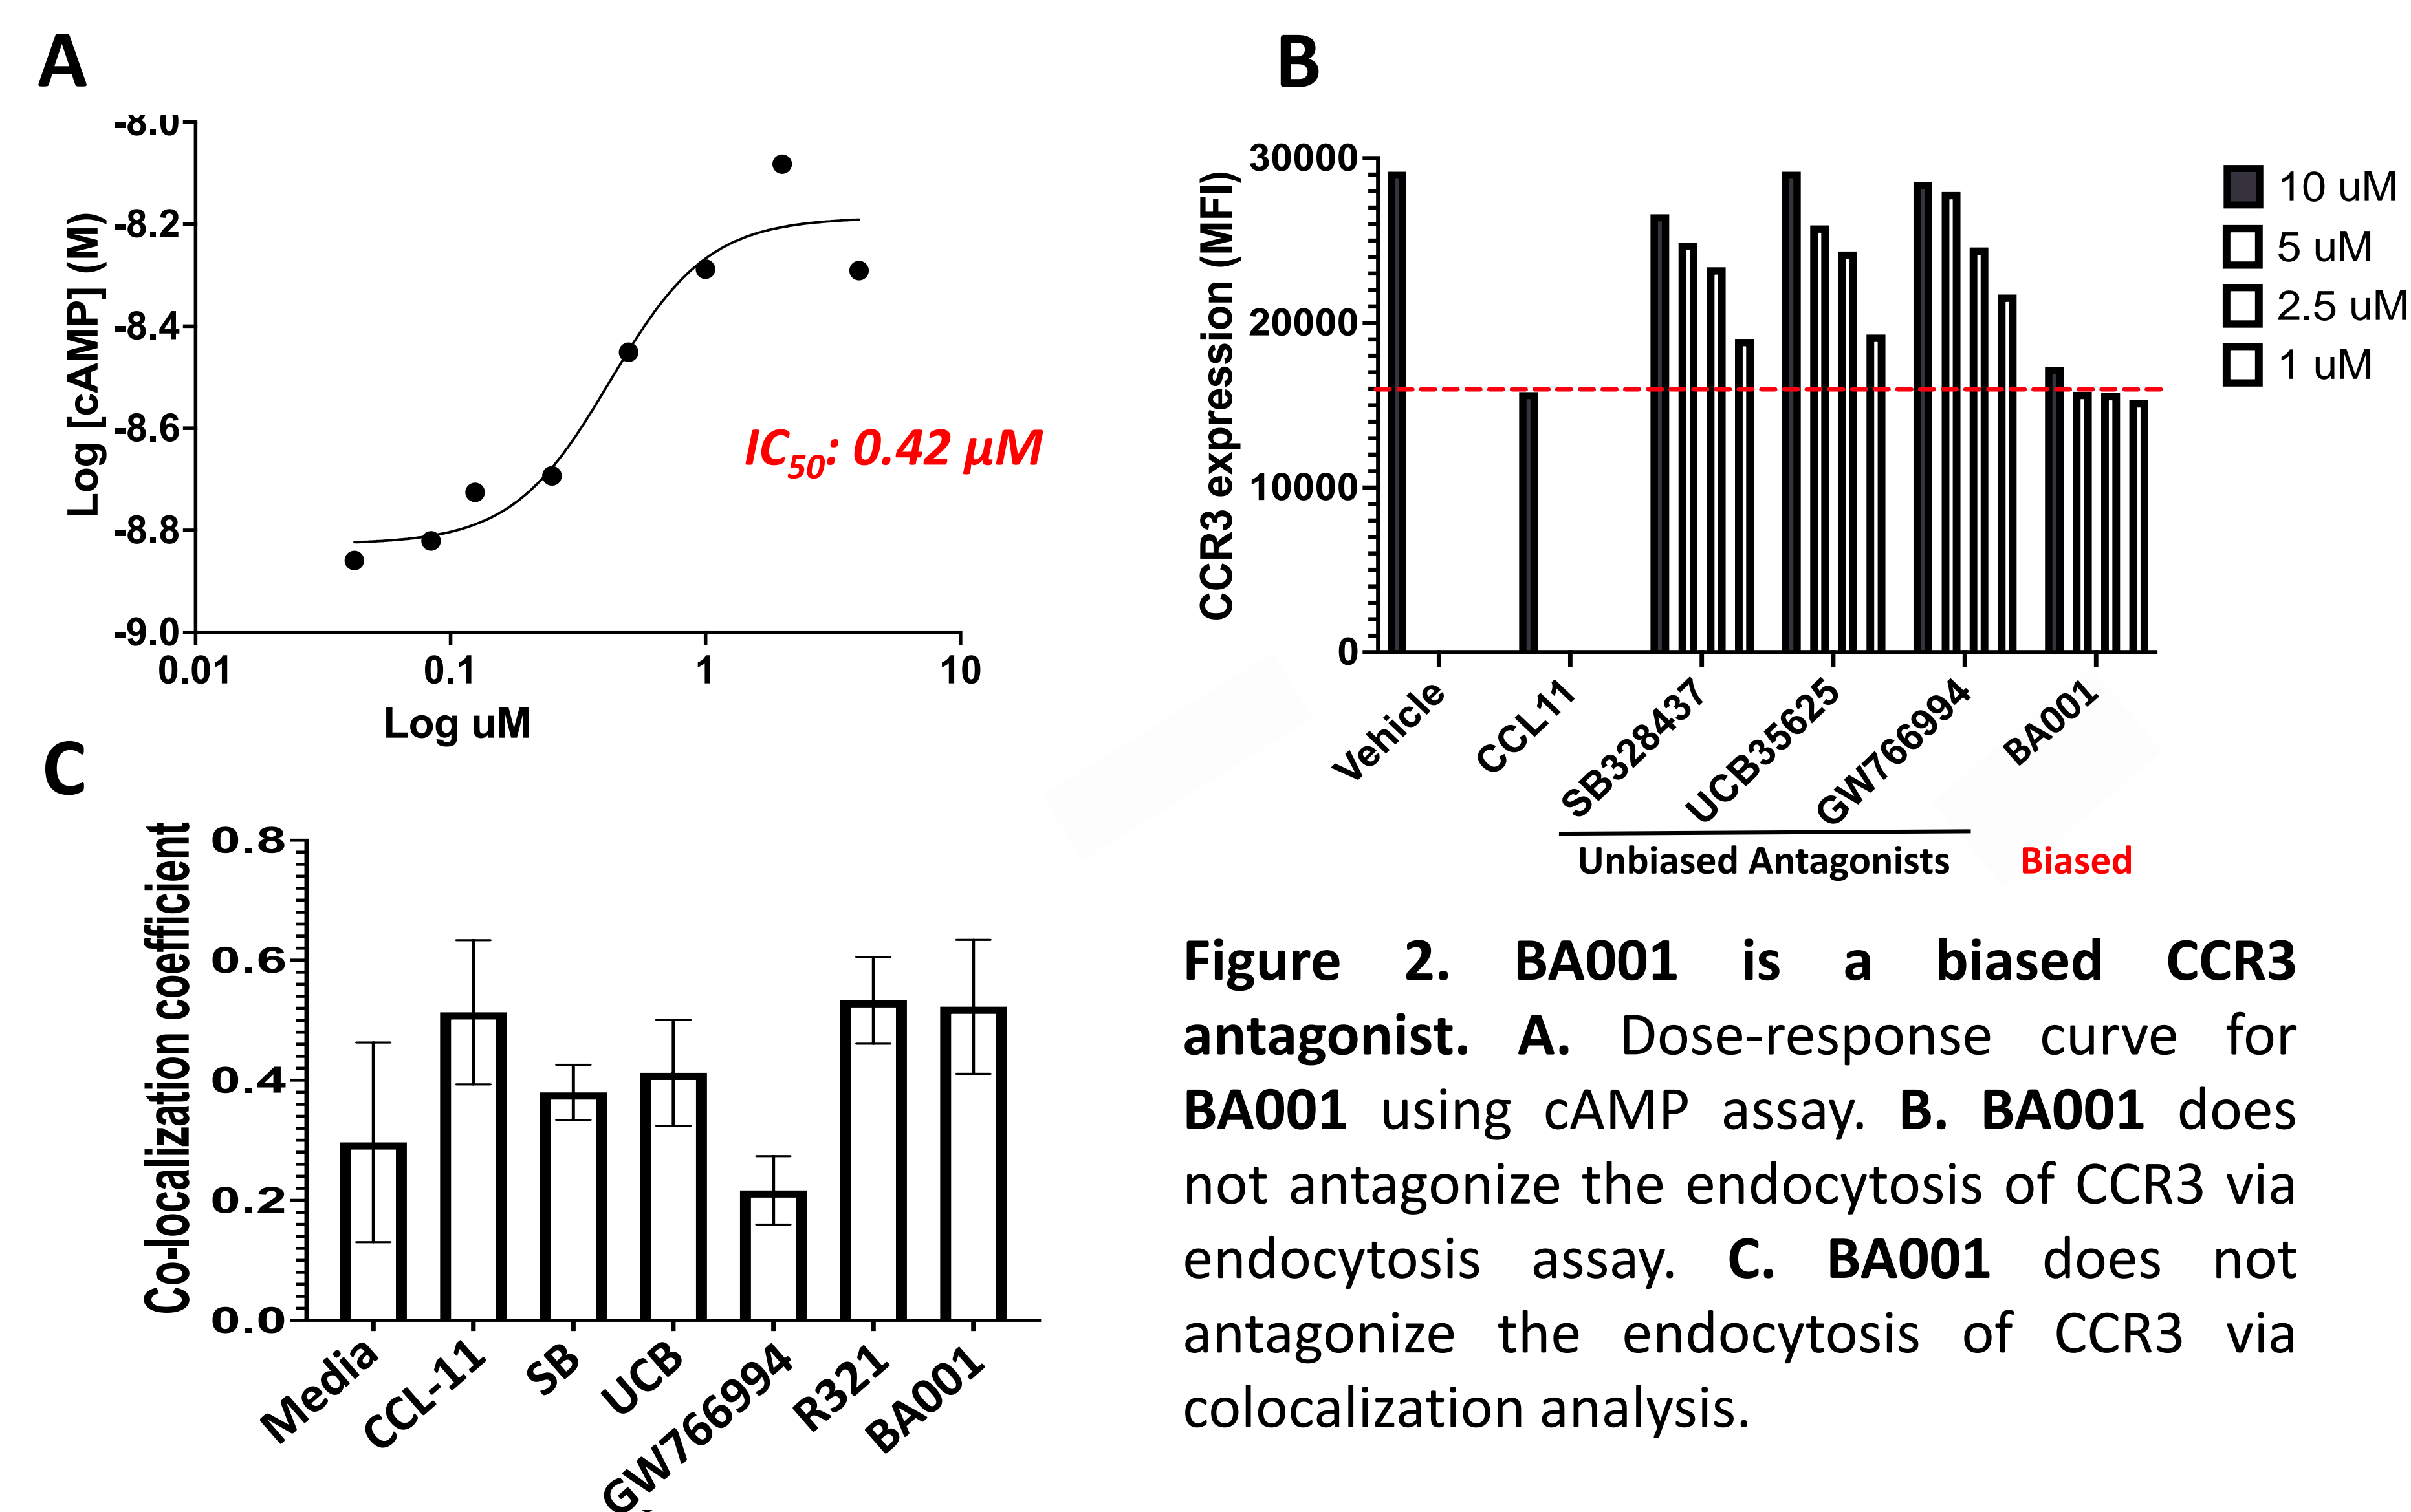 A
-8.0
-8.2
-8.4
-8.6
-8.8
-9.0
Log [cAMP] (M)
IC50: 0.42 µM
0.01 0.1 1 10
Log uM
B
30000
20000
10000
0
CCR3 expression (MFI)
10 uM
5 uM
2.5 uM
1 uM
Vehicle
CCL11
SB328437
UCB35625
GW766994
BA001
Unbiased Antagonists
Biased
C
0.8
0.6
0.4
0.2
0.0
Co-localization coefficient
Media
CCL-11
SB
UCB
GW766994
R321
BA001
Figure 2. BA001 is a biased CCR3
antagonist. A. Dose-response curve for
BA001 using cAMP assay. B. BA001 does
not antagonize the endocytosis of CCR3 via
endocytosis assay. C. BA001 does not
antagonize the endocytosis of CCR3 via
colocalization analysis.